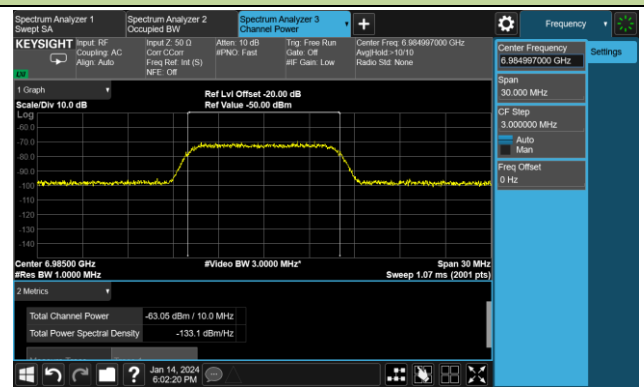 Spectrum Analyzer 1
Swept SA
Spectrum Analyzer 2
Occupied BW
Spectrum Analyzer 3
Channel Power
Frequency
KEYSIGHT
Input: RF
Coupling: AC
Align: Auto
Input Z: 50 Ω
Corr CCorr
Freq Ref: Int (S)
NFE: Off
Atten: 10 dB
#PNO: Fast
Trig: Free Run
Gate: Off
#IF Gain: Low
Center Freq: 6.984997000 GHz
Avg|Hold:>10/10
Radio Std: None
Center Frequency
6.984997000 GHz
Settings
Span
30.000 MHz
CF Step
3.000000 MHz
Auto
Man
Freq Offset
0 Hz
1 Graph
Scale/Div 10.0 dB
Ref Lvl Offset -20.00 dB
Ref Value -50.00 dBm
Log
-60.0
-70.0
-80.0
-90.0
-100
-110
-120
-130
-140
Center 6.98500 GHz
#Video BW 3.0000 MHz*
Span 30 MHz
#Res BW 1.0000 MHz
Sweep 1.07 ms (2001 pts)
2 Metrics
Total Channel Power -63.05 dBm / 10.0 MHz
Total Power Spectral Density -133.1 dBm/Hz
Jan 14, 2024
6:02:20 PM